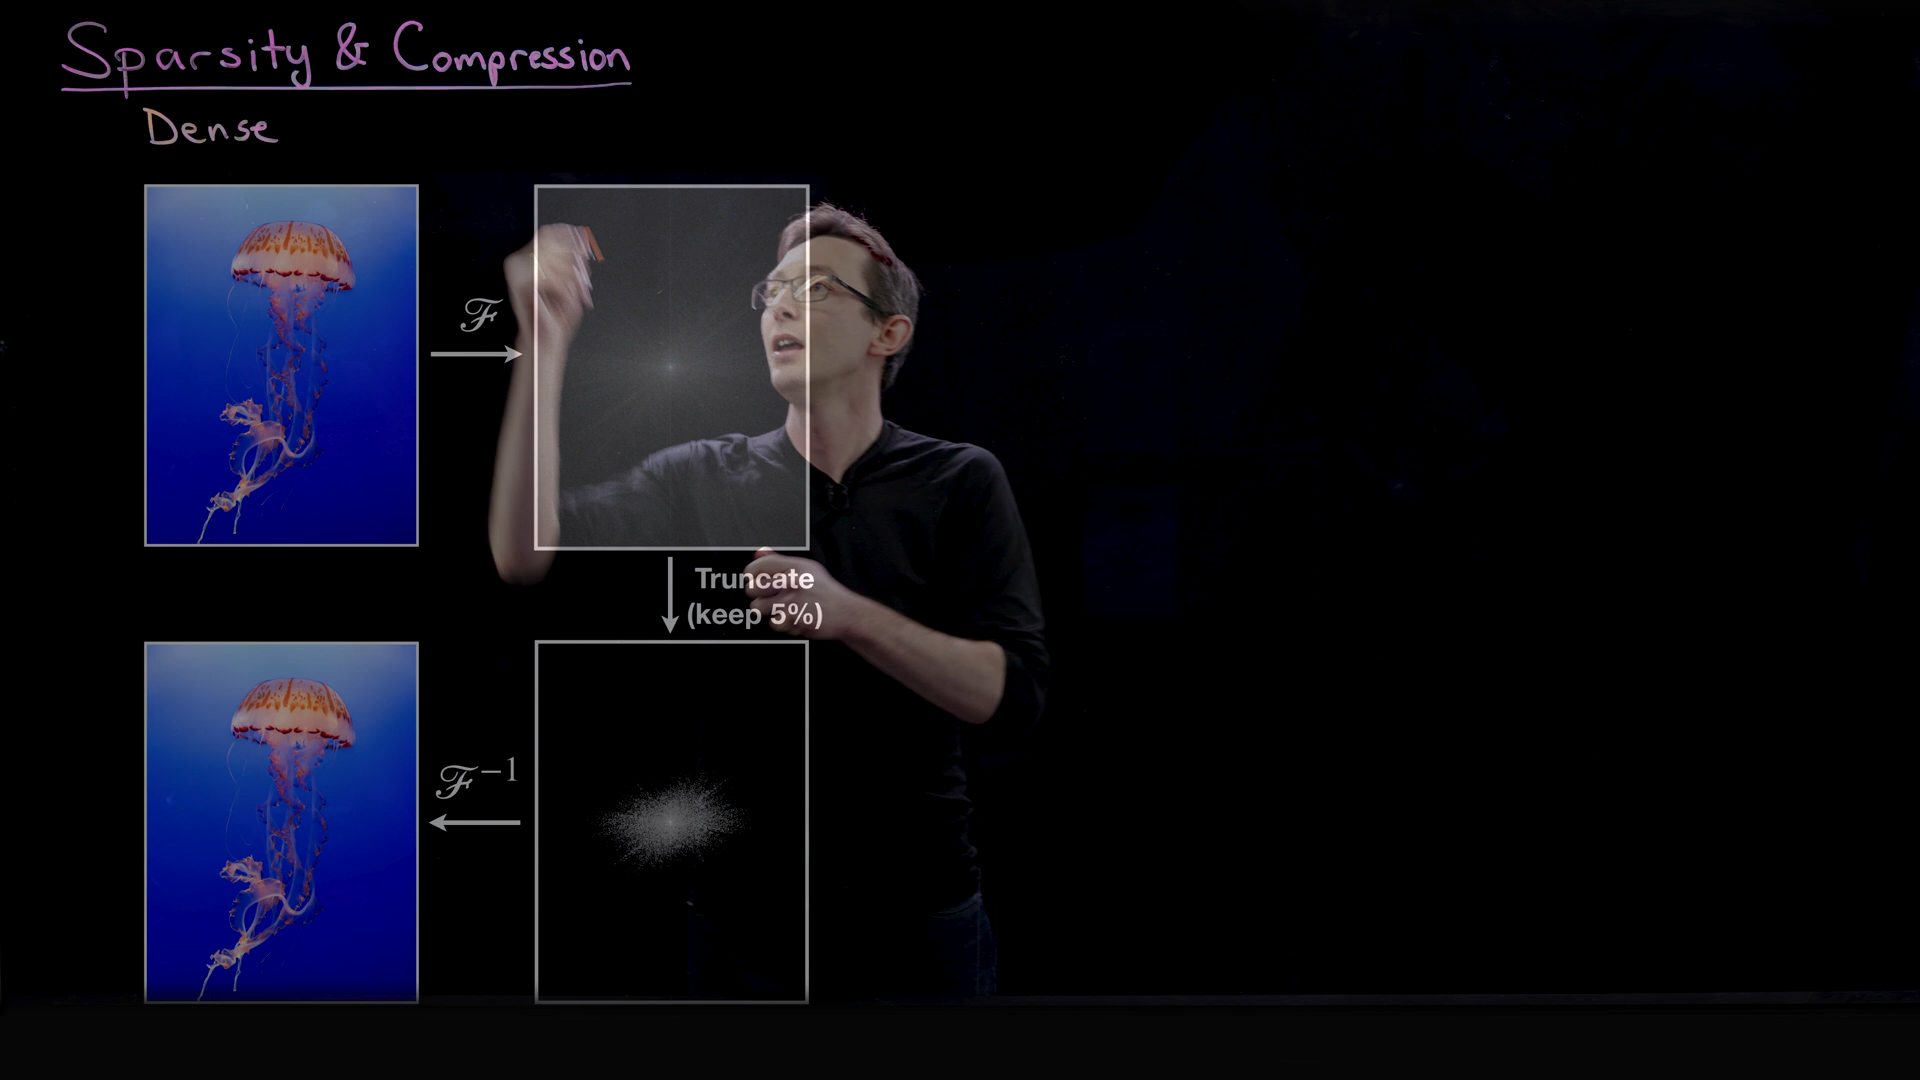 Sparsity & Compression
Dense
ℱ
Truncate
(keep 5%)
ℱ⁻¹